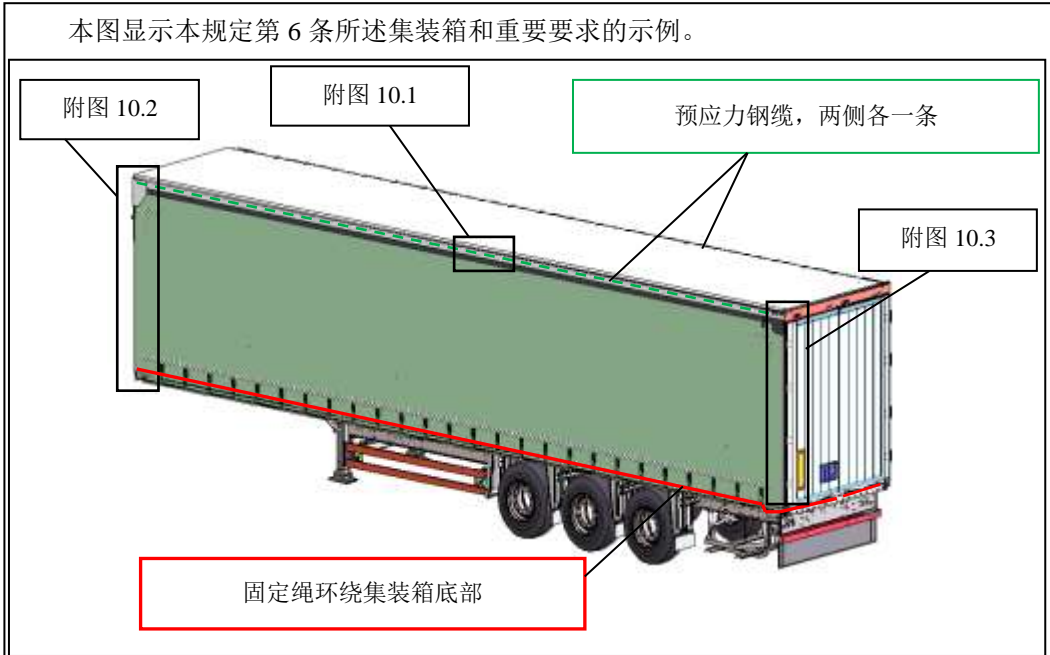 本图显示本规定第 6 条所述集装箱和重要要求的示例。
附图 10.2
附图 10.1
预应力钢缆，两侧各一条
附图 10.3
固定绳环绕集装箱底部